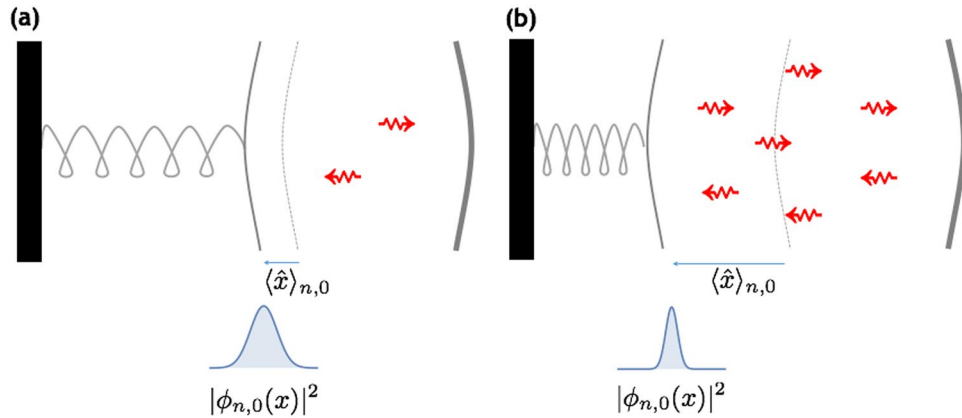 (a)
(b)
⟨x̂⟩n,0
⟨x̂⟩n,0
|ϕn,0(x)|²
|ϕn,0(x)|²